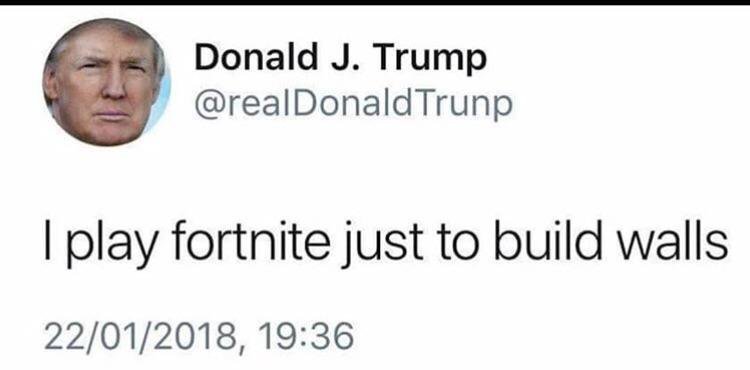 Donald J. Trump
@realDonaldTrunp
I play fortnite just to build walls
22/01/2018, 19:36